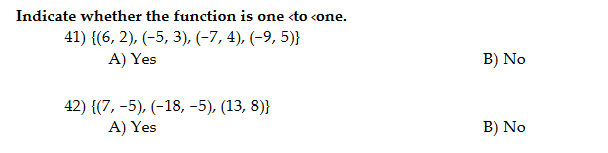 Indicate whether the function is one ‹to ‹one.
41) {(6, 2), (−5, 3), (−7, 4), (−9, 5)}
A) Yes B) No
42) {(7, −5), (−18, −5), (13, 8)}
A) Yes B) No